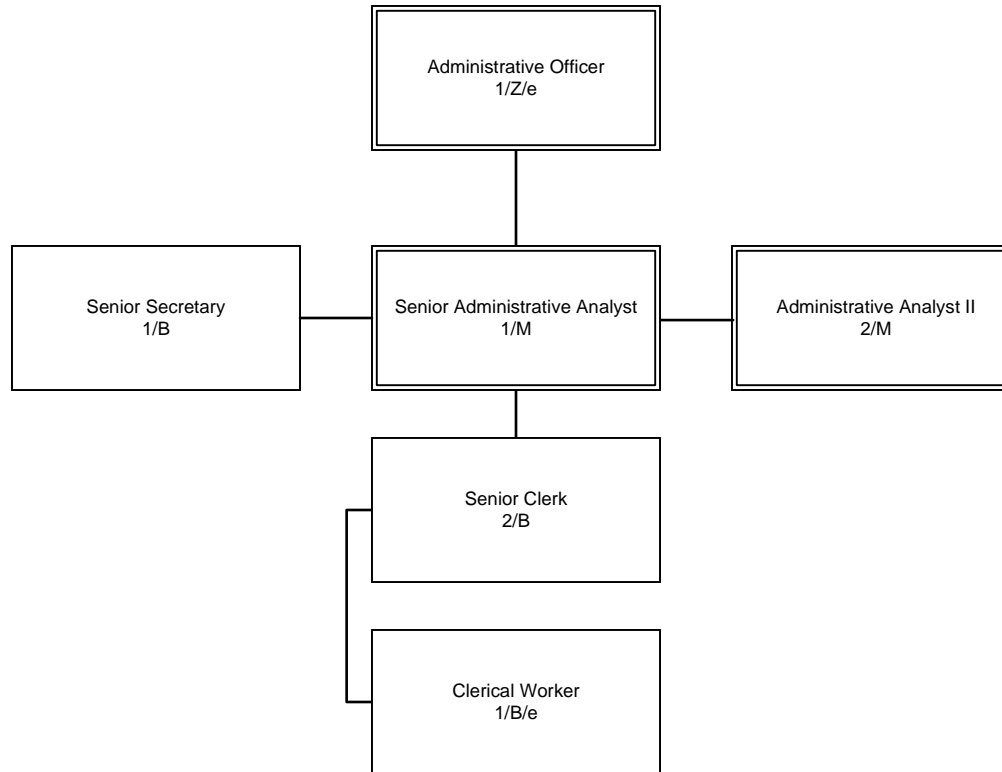 Administrative Officer
1/Z/e
Senior Secretary
1/B
Senior Administrative Analyst
1/M
Administrative Analyst II
2/M
Senior Clerk
2/B
Clerical Worker
1/B/e